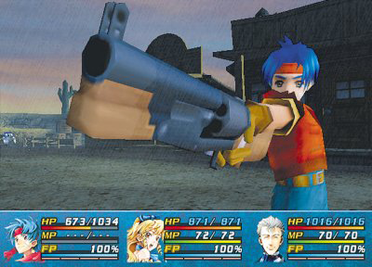 HP 673/1034
MP ---/---
FP 100%
HP 871/871
MP 72/72
FP 100%
HP 1016/1016
MP 70/70
FP 100%